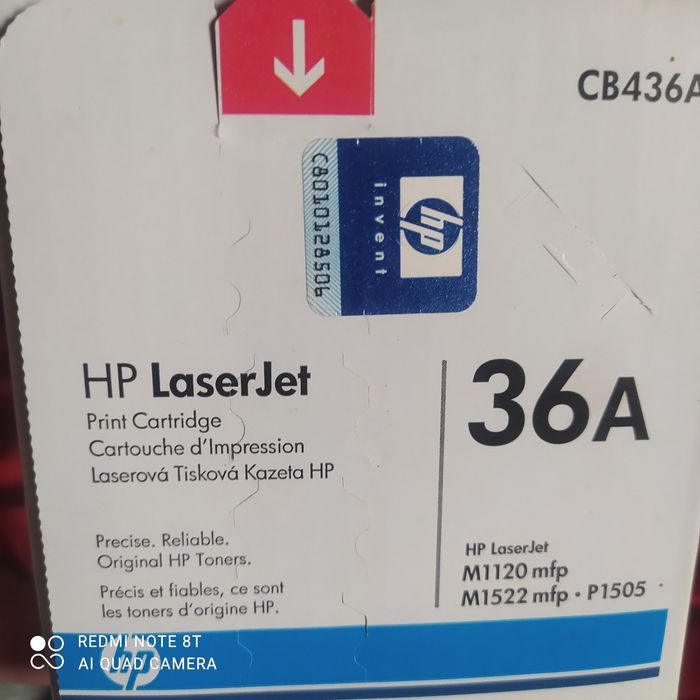 CB436A
C8010128506
invent
hp
HP LaserJet
Print Cartridge
Cartouche d'Impression
Laserová Tisková Kazeta HP
36A
Precise. Reliable.
Original HP Toners.
Précis et fiables, ce sont
les toners d'origine HP.
HP LaserJet
M1120 mfp
M1522 mfp • P1505
hp
REDMI NOTE 8T
AI QUAD CAMERA